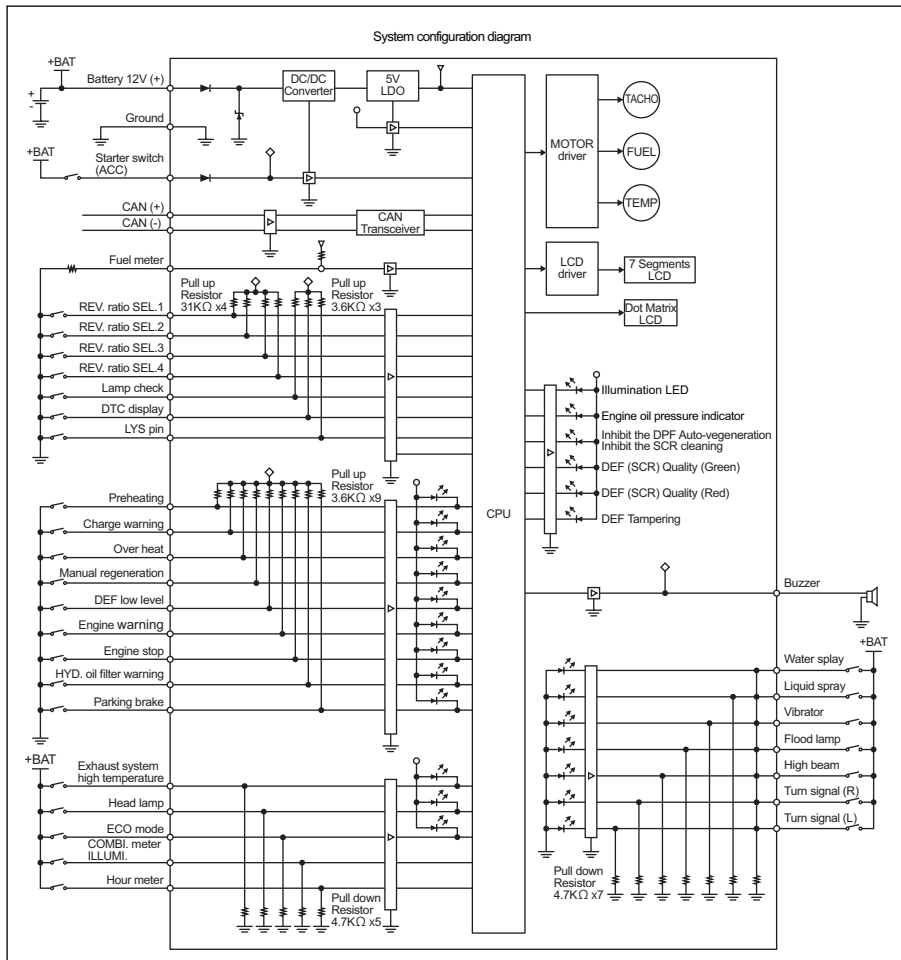 System configuration diagram
+BAT
Battery 12V (+)
+
-
Ground
+BAT
Starter switch
(ACC)
DC/DC
Converter
5V
LDO
CAN (+)
CAN (-)
CAN
Transceiver
Fuel meter
Pull up
Resistor
31KΩ x4
Pull up
Resistor
3.6KΩ x3
REV. ratio SEL.1
REV. ratio SEL.2
REV. ratio SEL.3
REV. ratio SEL.4
Lamp check
DTC display
LYS pin
Pull up
Resistor
3.6KΩ x9
Preheating
Charge warning
Over heat
Manual regeneration
DEF low level
Engine warning
Engine stop
HYD. oil filter warning
Parking brake
+BAT
Exhaust system
high temperature
Head lamp
ECO mode
COMBI. meter
ILLUMI.
Hour meter
Pull down
Resistor
4.7KΩ x5
CPU
MOTOR
driver
TACHO
FUEL
TEMP
LCD
driver
7 Segments
LCD
Dot Matrix
LCD
Illumination LED
Engine oil pressure indicator
Inhibit the DPF Auto-vegeneration
Inhibit the SCR cleaning
DEF (SCR) Quality (Green)
DEF (SCR) Quality (Red)
DEF Tampering
Buzzer
+BAT
Water splay
Liquid spray
Vibrator
Flood lamp
High beam
Turn signal (R)
Turn signal (L)
Pull down
Resistor
4.7KΩ x7